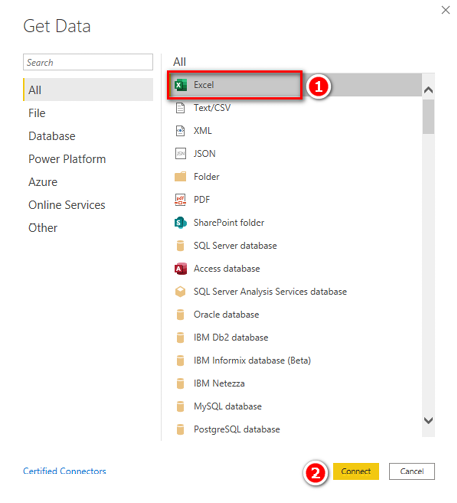 Get Data
Search
All
File
Database
Power Platform
Azure
Online Services
Other
All
Excel
1
Text/CSV
XML
JSON
Folder
PDF
SharePoint folder
SQL Server database
Access database
SQL Server Analysis Services database
Oracle database
IBM Db2 database
IBM Informix database (Beta)
IBM Netezza
MySQL database
PostgreSQL database
Certified Connectors
2
Connect
Cancel